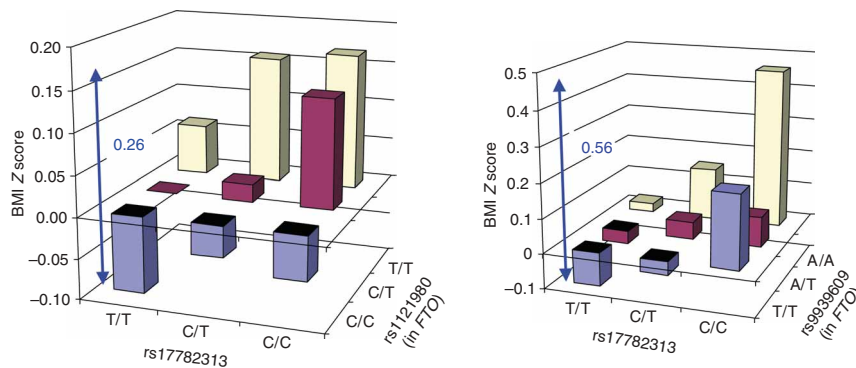 0.20
0.15
0.10
0.05
0.00
–0.05
–0.10
BMI Z score
0.26
T/T
C/T
C/C
rs17782313
T/T
C/T
C/C
rs1121980
(in FTO)
0.5
0.4
0.3
0.2
0.1
0
–0.1
BMI Z score
0.56
T/T
C/T
C/C
rs17782313
A/A
A/T
T/T
rs9939609
(in FTO)